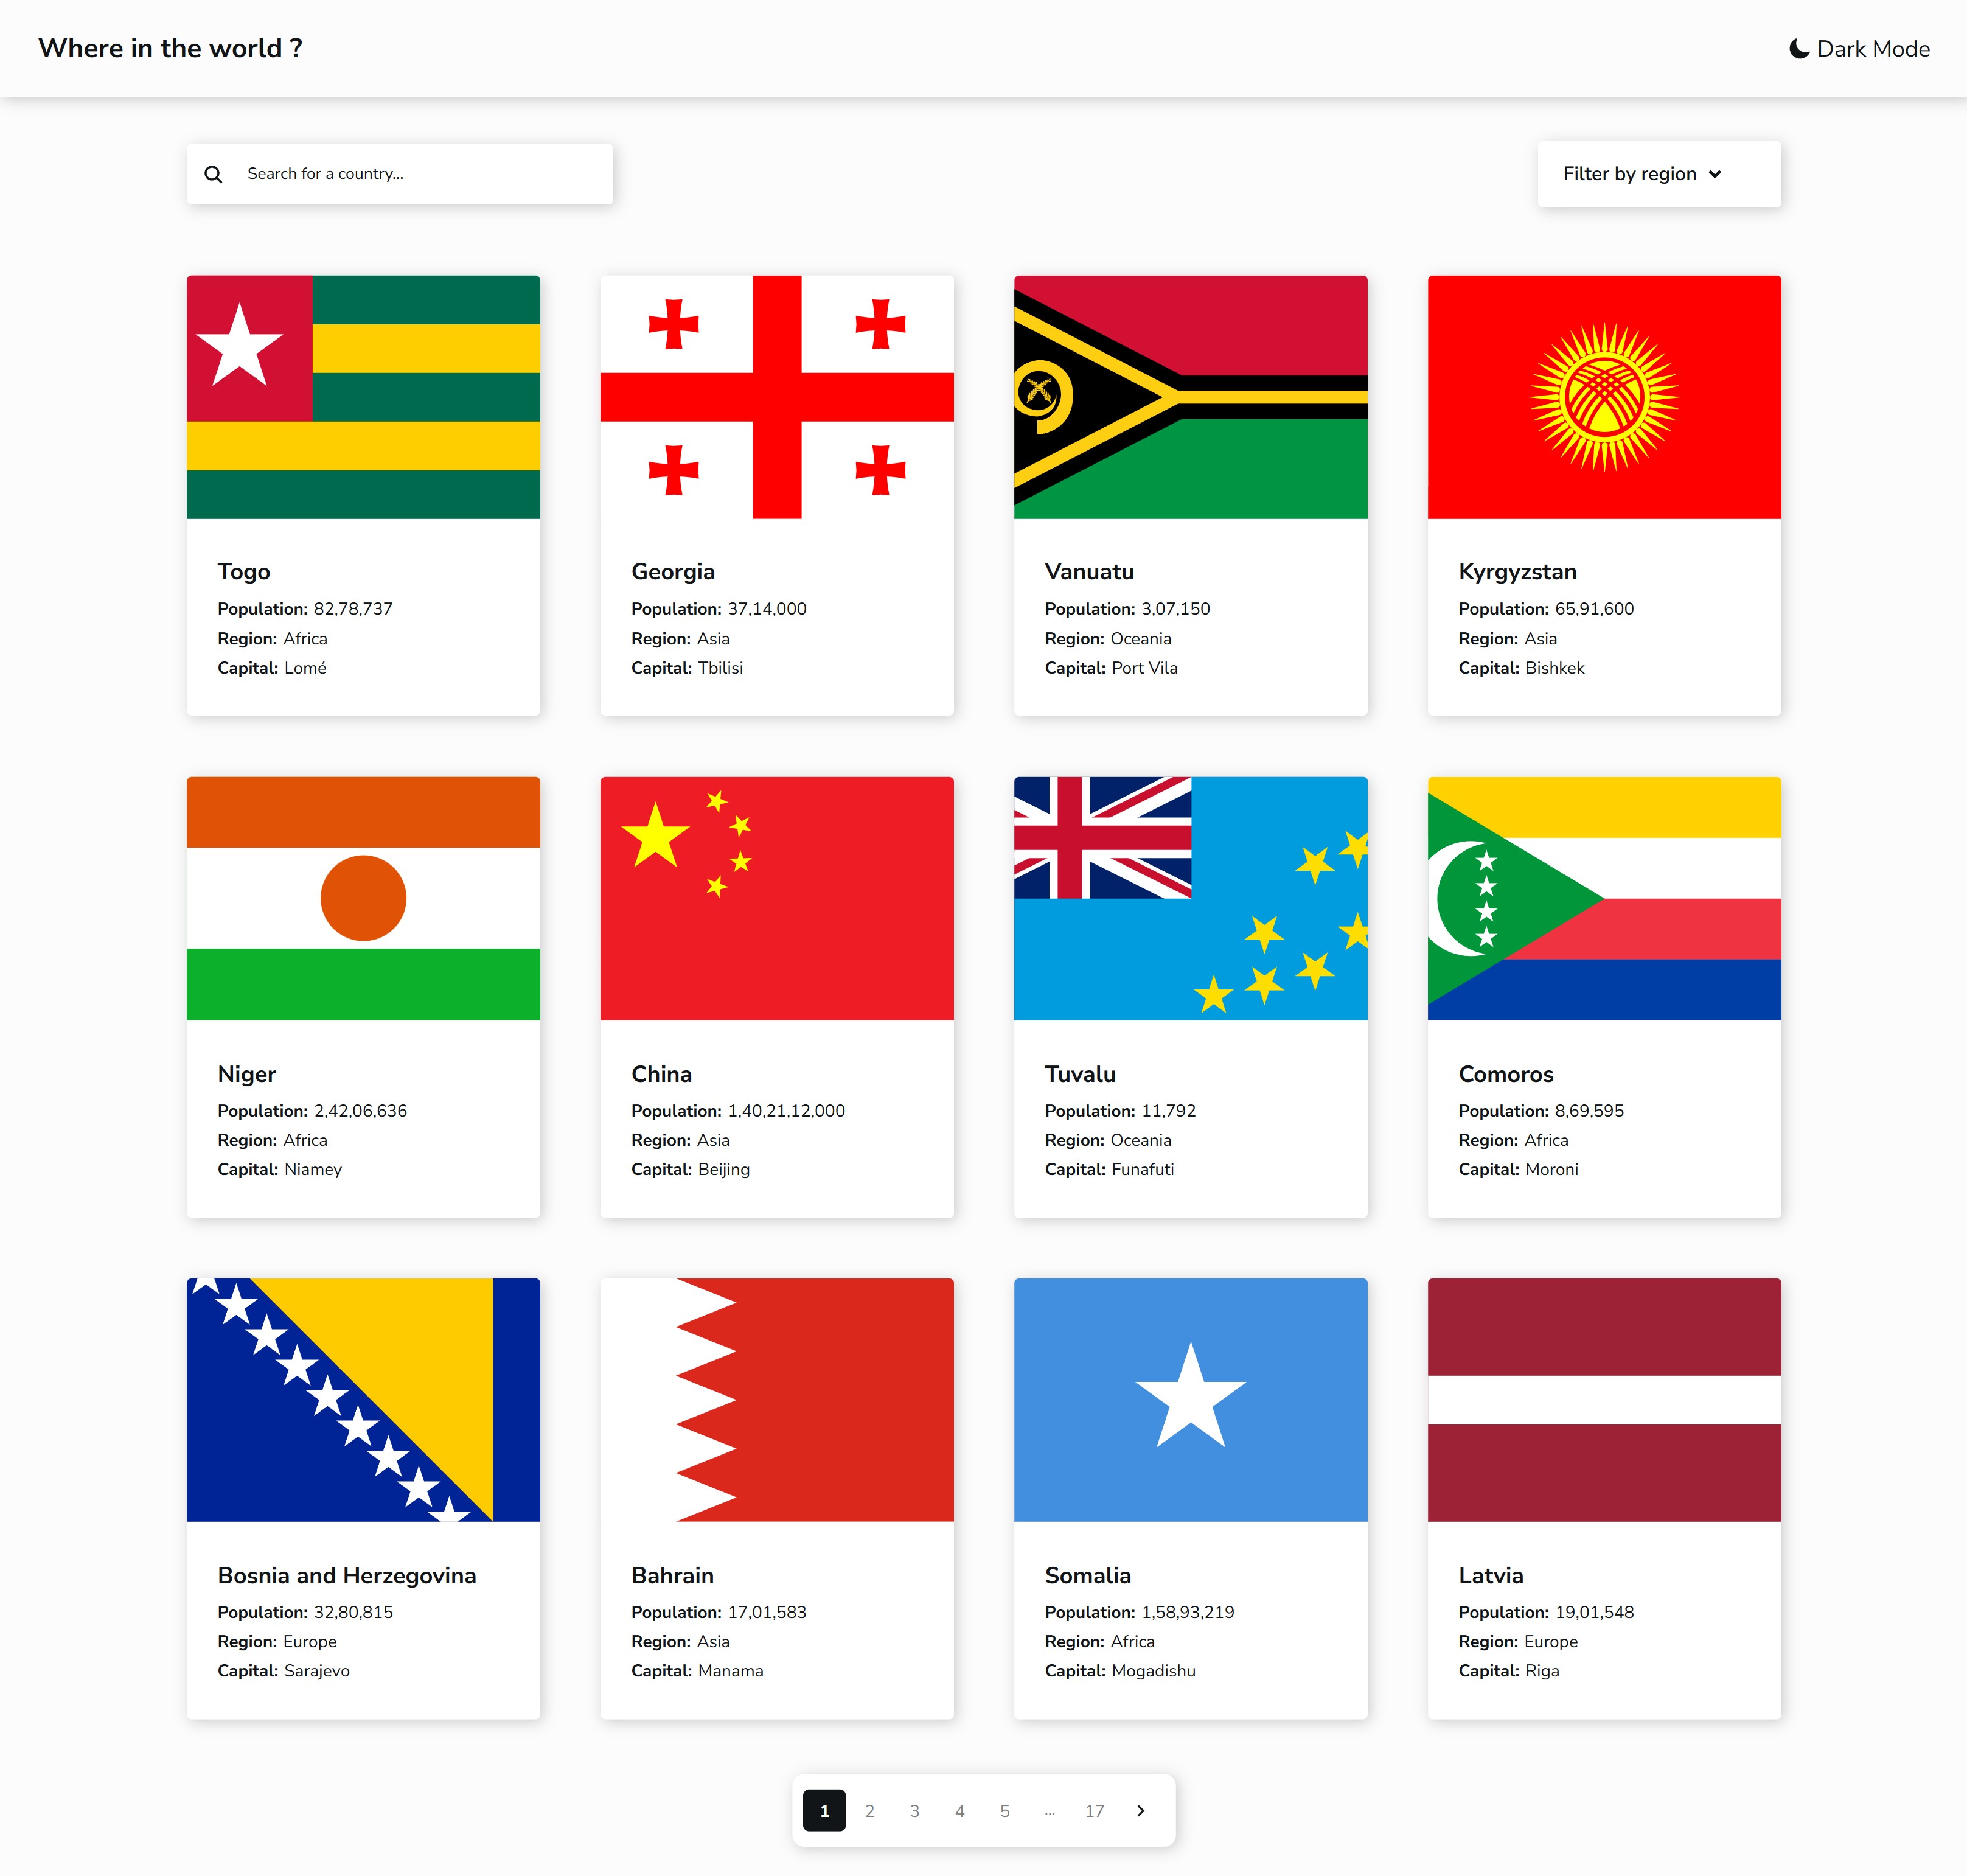 Where in the world ?
Dark Mode
Search for a country...
Filter by region
Togo
Population: 82,78,737
Region: Africa
Capital: Lomé
Georgia
Population: 37,14,000
Region: Asia
Capital: Tbilisi
Vanuatu
Population: 3,07,150
Region: Oceania
Capital: Port Vila
Kyrgyzstan
Population: 65,91,600
Region: Asia
Capital: Bishkek
Niger
Population: 2,42,06,636
Region: Africa
Capital: Niamey
China
Population: 1,40,21,12,000
Region: Asia
Capital: Beijing
Tuvalu
Population: 11,792
Region: Oceania
Capital: Funafuti
Comoros
Population: 8,69,595
Region: Africa
Capital: Moroni
Bosnia and Herzegovina
Population: 32,80,815
Region: Europe
Capital: Sarajevo
Bahrain
Population: 17,01,583
Region: Asia
Capital: Manama
Somalia
Population: 1,58,93,219
Region: Africa
Capital: Mogadishu
Latvia
Population: 19,01,548
Region: Europe
Capital: Riga
1 2 3 4 5 ... 17